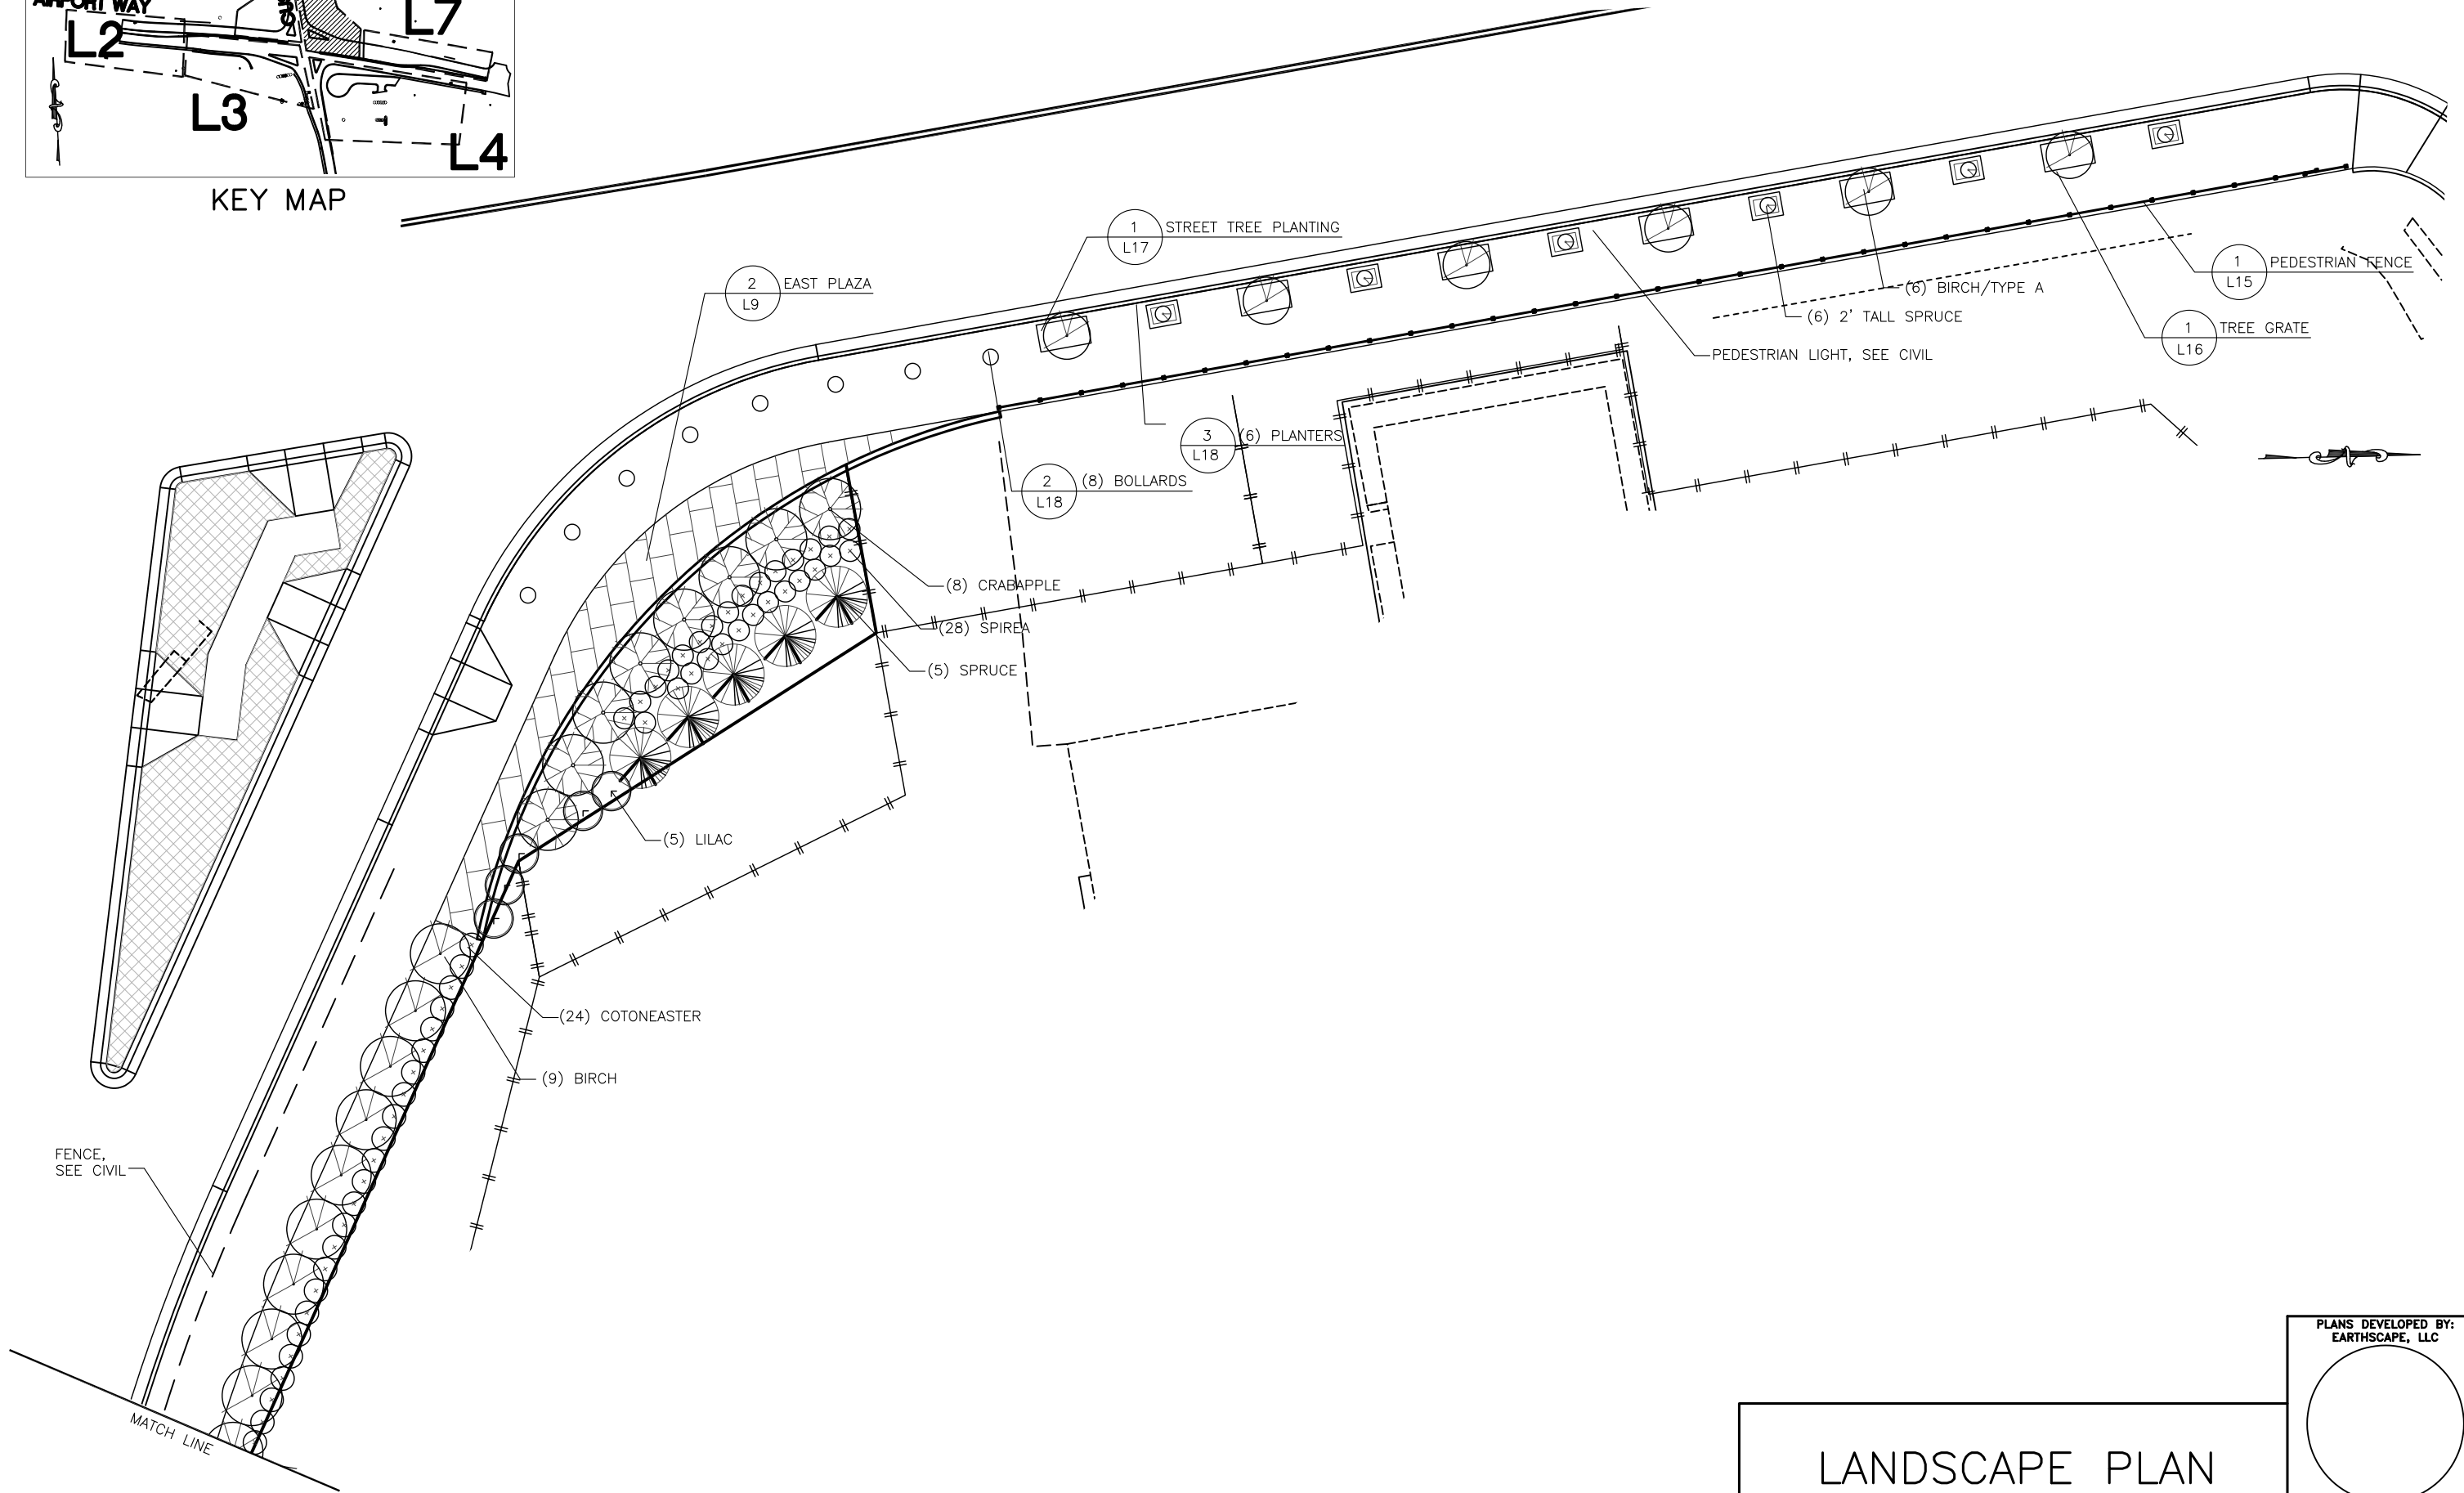 AIRPORT WAY
L2
L7
L3
L4
KEY MAP
1
L17
STREET TREE PLANTING
2
L9
EAST PLAZA
1
L15
PEDESTRIAN FENCE
(6) BIRCH/TYPE A
(6) 2' TALL SPRUCE
1
L16
TREE GRATE
PEDESTRIAN LIGHT, SEE CIVIL
3
L18
(6) PLANTERS
2
L18
(8) BOLLARDS
(8) CRABAPPLE
(28) SPIREA
(5) SPRUCE
(5) LILAC
(24) COTONEASTER
(9) BIRCH
FENCE,
SEE CIVIL
MATCH LINE
PLANS DEVELOPED BY:
EARTHSCAPE, LLC
LANDSCAPE PLAN